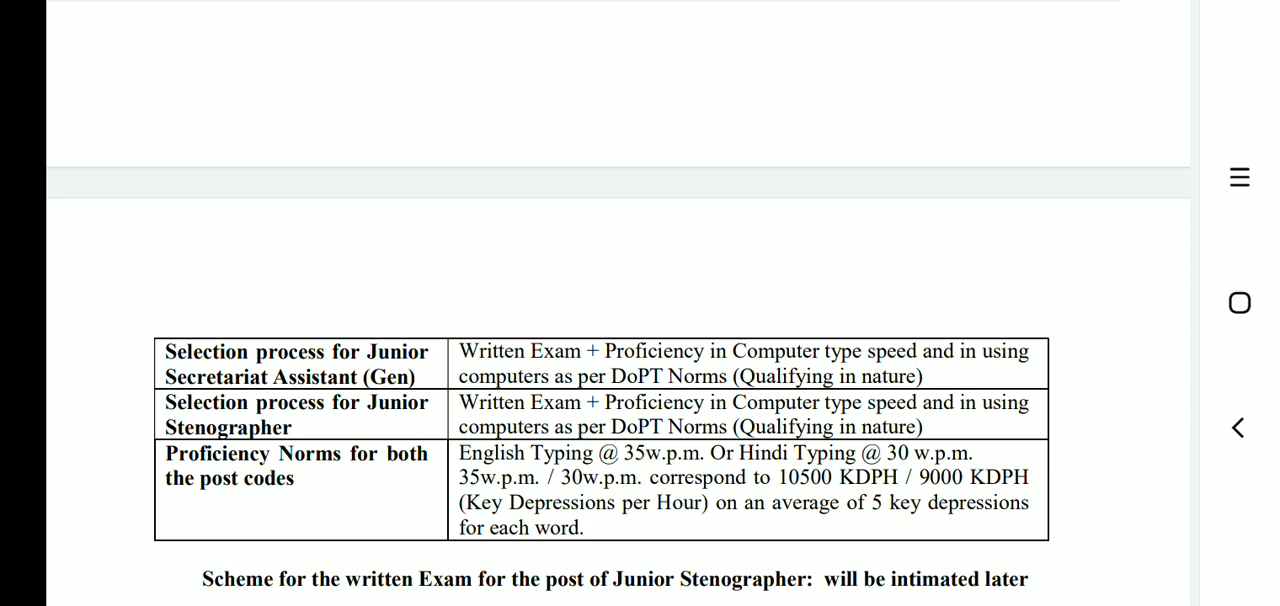 Selection process for Junior
Secretariat Assistant (Gen)
Written Exam + Proficiency in Computer type speed and in using
computers as per DoPT Norms (Qualifying in nature)
Selection process for Junior
Stenographer
Written Exam + Proficiency in Computer type speed and in using
computers as per DoPT Norms (Qualifying in nature)
Proficiency Norms for both
the post codes
English Typing @ 35w.p.m. Or Hindi Typing @ 30 w.p.m.
35w.p.m. / 30w.p.m. correspond to 10500 KDPH / 9000 KDPH
(Key Depressions per Hour) on an average of 5 key depressions
for each word.
Scheme for the written Exam for the post of Junior Stenographer: will be intimated later